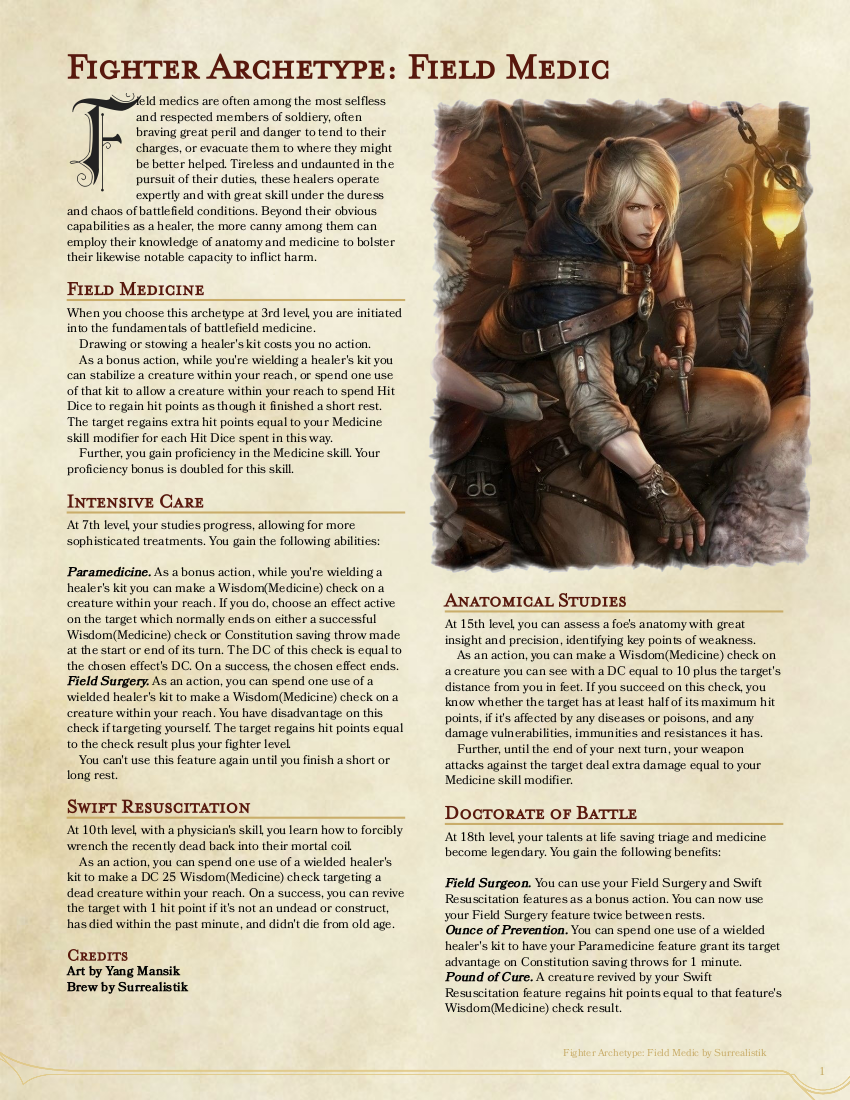 Fighter Archetype: Field Medic
Field medics are often among the most selfless
and respected members of soldiery, often
braving great peril and danger to tend to their
charges, or evacuate them to where they might
be better helped. Tireless and undaunted in the
pursuit of their duties, these healers operate
expertly and with great skill under the duress
and chaos of battlefield conditions. Beyond their obvious
capabilities as a healer, the more canny among them can
employ their knowledge of anatomy and medicine to bolster
their likewise notable capacity to inflict harm.
Field Medicine
When you choose this archetype at 3rd level, you are initiated
into the fundamentals of battlefield medicine.
Drawing or stowing a healer's kit costs you no action.
As a bonus action, while you're wielding a healer's kit you
can stabilize a creature within your reach, or spend one use
of that kit to allow a creature within your reach to spend Hit
Dice to regain hit points as though it finished a short rest.
The target regains extra hit points equal to your Medicine
skill modifier for each Hit Dice spent in this way.
Further, you gain proficiency in the Medicine skill. Your
proficiency bonus is doubled for this skill.
Intensive Care
At 7th level, your studies progress, allowing for more
sophisticated treatments. You gain the following abilities:
Paramedicine. As a bonus action, while you're wielding a
healer's kit you can make a Wisdom(Medicine) check on a
creature within your reach. If you do, choose an effect active
on the target which normally ends on either a successful
Wisdom(Medicine) check or Constitution saving throw made
at the start or end of its turn. The DC of this check is equal to
the chosen effect's DC. On a success, the chosen effect ends.
Field Surgery. As an action, you can spend one use of a
wielded healer's kit to make a Wisdom(Medicine) check on a
creature within your reach. You have disadvantage on this
check if targeting yourself. The target regains hit points equal
to the check result plus your fighter level.
You can't use this feature again until you finish a short or
long rest.
Swift Resuscitation
At 10th level, with a physician's skill, you learn how to forcibly
wrench the recently dead back into their mortal coil.
As an action, you can spend one use of a wielded healer's
kit to make a DC 25 Wisdom(Medicine) check targeting a
dead creature within your reach. On a success, you can revive
the target with 1 hit point if it's not an undead or construct,
has died within the past minute, and didn't die from old age.
Credits
Art by Yang Mansik
Brew by Surrealistik
Anatomical Studies
At 15th level, you can assess a foe's anatomy with great
insight and precision, identifying key points of weakness.
As an action, you can make a Wisdom(Medicine) check on
a creature you can see with a DC equal to 10 plus the target's
distance from you in feet. If you succeed on this check, you
know whether the target has at least half of its maximum hit
points, if it's affected by any diseases or poisons, and any
damage vulnerabilities, immunities and resistances it has.
Further, until the end of your next turn, your weapon
attacks against the target deal extra damage equal to your
Medicine skill modifier.
Doctorate of Battle
At 18th level, your talents at life saving triage and medicine
become legendary. You gain the following benefits:
Field Surgeon. You can use your Field Surgery and Swift
Resuscitation features as a bonus action. You can now use
your Field Surgery feature twice between rests.
Ounce of Prevention. You can spend one use of a wielded
healer's kit to have your Paramedicine feature grant its target
advantage on Constitution saving throws for 1 minute.
Pound of Cure. A creature revived by your Swift
Resuscitation feature regains hit points equal to that feature's
Wisdom(Medicine) check result.
Fighter Archetype: Field Medic by Surrealistik
1